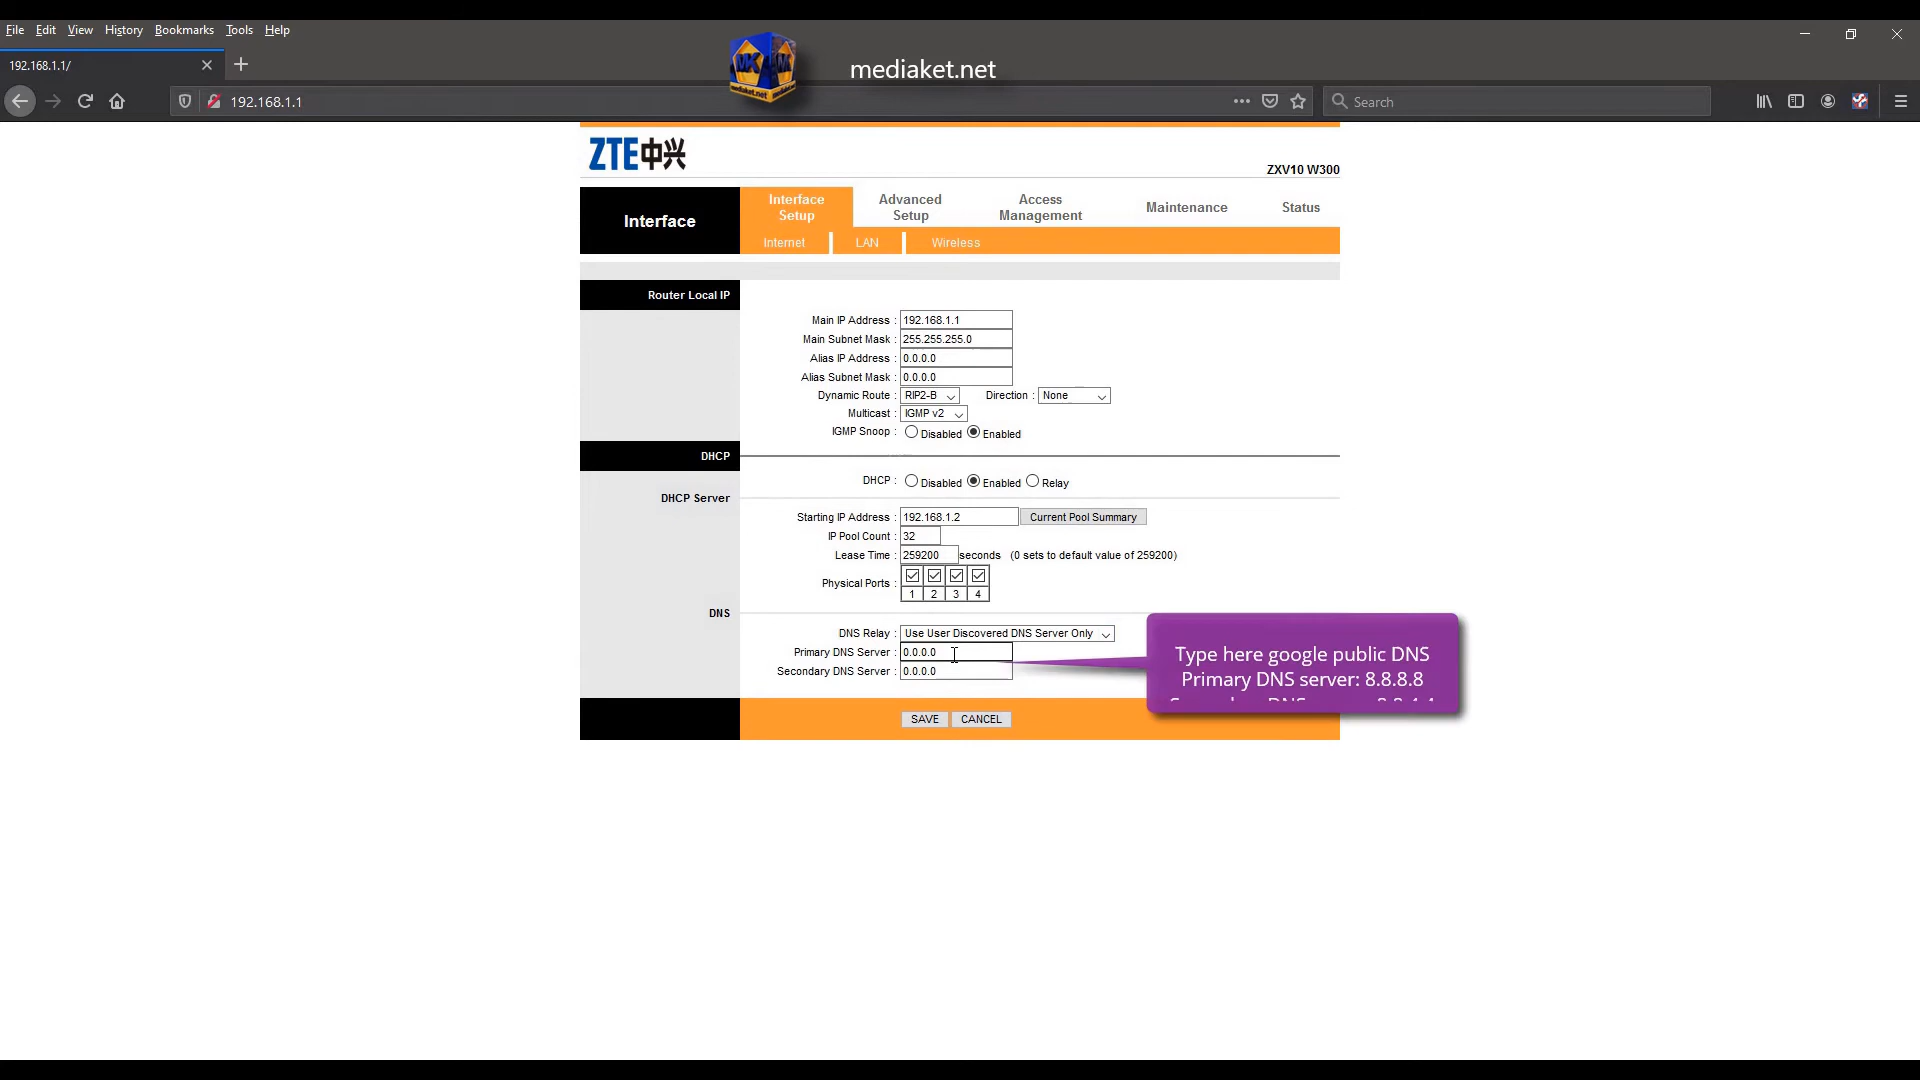 File Edit View History Bookmarks Tools Help
192.168.1.1/
mediaket.net
192.168.1.1
Search
ZTE中兴
ZXV10 W300
Interface
Interface Setup
Advanced Setup
Access Management
Maintenance
Status
Internet
LAN
Wireless
Router Local IP
Main IP Address : 192.168.1.1
Main Subnet Mask : 255.255.255.0
Alias IP Address : 0.0.0.0
Alias Subnet Mask : 0.0.0.0
Dynamic Route : RIP2-B Direction : None
Multicast : IGMP v2
IGMP Snoop : Disabled Enabled
DHCP
DHCP : Disabled Enabled Relay
DHCP Server
Starting IP Address : 192.168.1.2 Current Pool Summary
IP Pool Count : 32
Lease Time : 259200 seconds (0 sets to default value of 259200)
Physical Ports :
1 2 3 4
DNS
DNS Relay : Use User Discovered DNS Server Only
Primary DNS Server : 0.0.0.0
Secondary DNS Server : 0.0.0.0
Type here google public DNS
Primary DNS server: 8.8.8.8
SAVE CANCEL